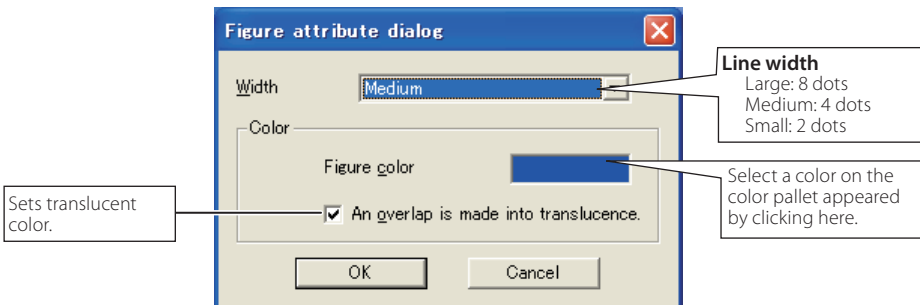 Figure attribute dialog
Width
Medium
Line width
Large: 8 dots
Medium: 4 dots
Small: 2 dots
Color
Figure color
Select a color on the
color pallet appeared
by clicking here.
Sets translucent
color.
An overlap is made into translucence.
OK
Cancel